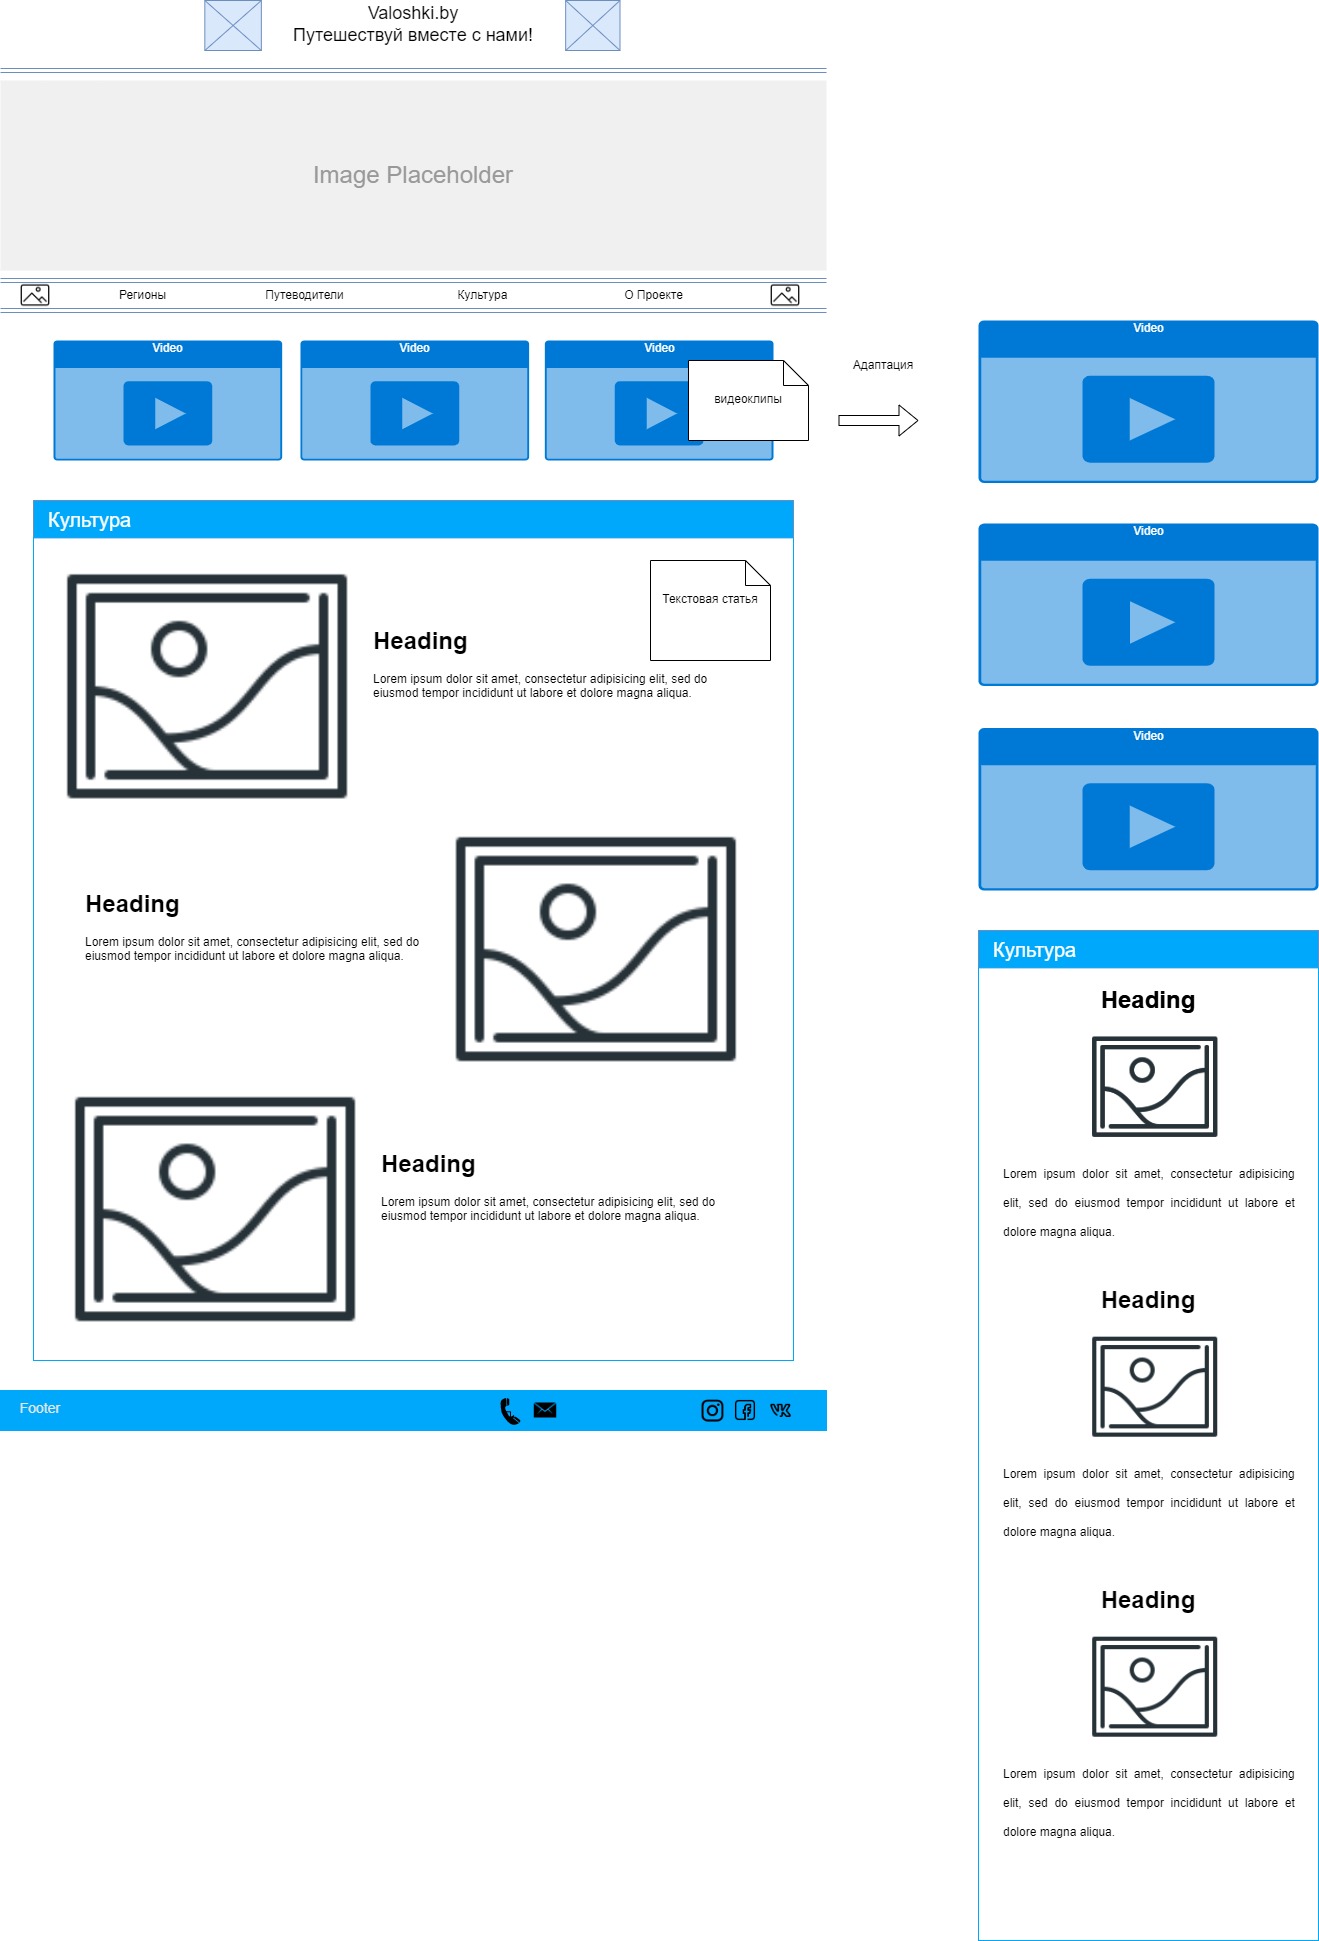 Valoshki.by
Путешествуй вместе с нами!
Image Placeholder
Регионы
Путеводители
Культура
О Проекте
Video
Video
Video
видеоклипы
Адаптация
Культура
Текстовая статья
Heading
Lorem ipsum dolor sit amet, consectetur adipisicing elit, sed do
eiusmod tempor incididunt ut labore et dolore magna aliqua.
Heading
Lorem ipsum dolor sit amet, consectetur adipisicing elit, sed do
eiusmod tempor incididunt ut labore et dolore magna aliqua.
Heading
Lorem ipsum dolor sit amet, consectetur adipisicing elit, sed do
eiusmod tempor incididunt ut labore et dolore magna aliqua.
Footer
Video
Video
Video
Культура
Heading
Lorem ipsum dolor sit amet, consectetur adipisicing
elit, sed do eiusmod tempor incididunt ut labore et
dolore magna aliqua.
Heading
Lorem ipsum dolor sit amet, consectetur adipisicing
elit, sed do eiusmod tempor incididunt ut labore et
dolore magna aliqua.
Heading
Lorem ipsum dolor sit amet, consectetur adipisicing
elit, sed do eiusmod tempor incididunt ut labore et
dolore magna aliqua.